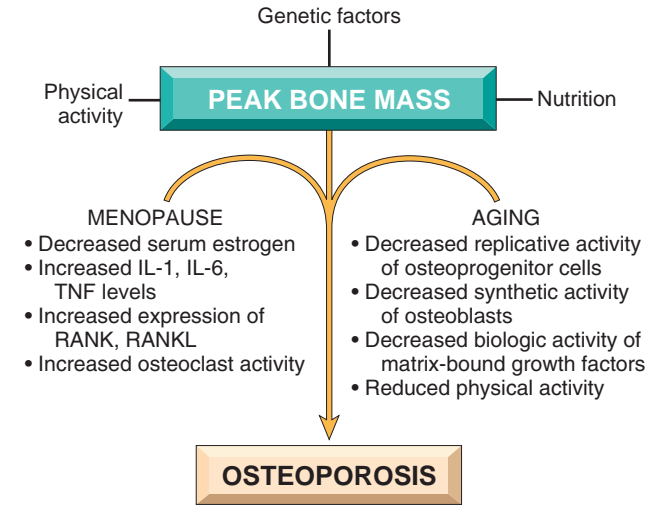 Genetic factors
Physical
activity
PEAK BONE MASS
Nutrition
MENOPAUSE
• Decreased serum estrogen
• Increased IL-1, IL-6,
TNF levels
• Increased expression of
RANK, RANKL
• Increased osteoclast activity
AGING
• Decreased replicative activity
of osteoprogenitor cells
• Decreased synthetic activity
of osteoblasts
• Decreased biologic activity of
matrix-bound growth factors
• Reduced physical activity
OSTEOPOROSIS